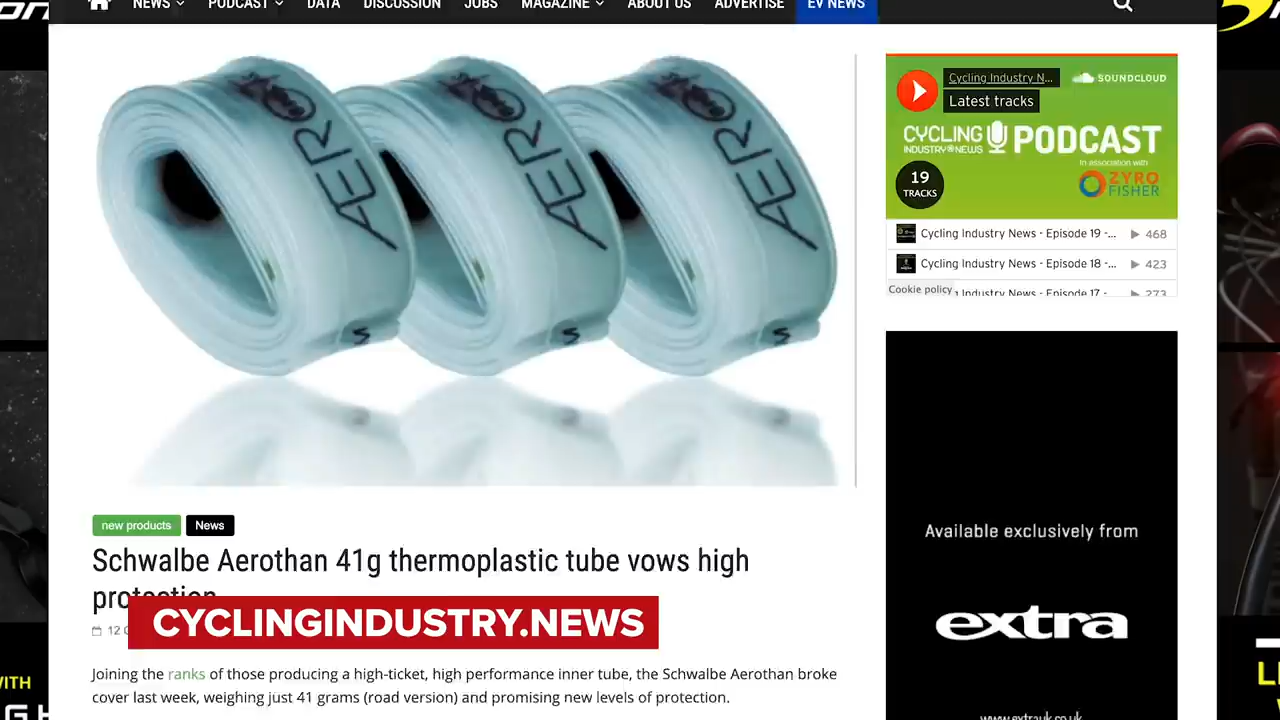 NEWS PODCAST DATA DISCUSSION JOBS MAGAZINE ABOUT US ADVERTISE EV NEWS
AERO
AERO
AERO
Cycling Industry N...
SOUNDCLOUD
Latest tracks
CYCLING
INDUSTRY NEWS
PODCAST
In association with
ZYRO
FISHER
19
TRACKS
Cycling Industry News - Episode 19 -... 468
Cycling Industry News - Episode 18 -... 423
Cookie policy
Industry News - Episode 17 - 273
new products News
Schwalbe Aerothan 41g thermoplastic tube vows high
protection
CYCLINGINDUSTRY.NEWS
12
Joining the ranks of those producing a high-ticket, high performance inner tube, the Schwalbe Aerothan broke
cover last week, weighing just 41 grams (road version) and promising new levels of protection.
Available exclusively from
extra
www.extrauk.co.uk